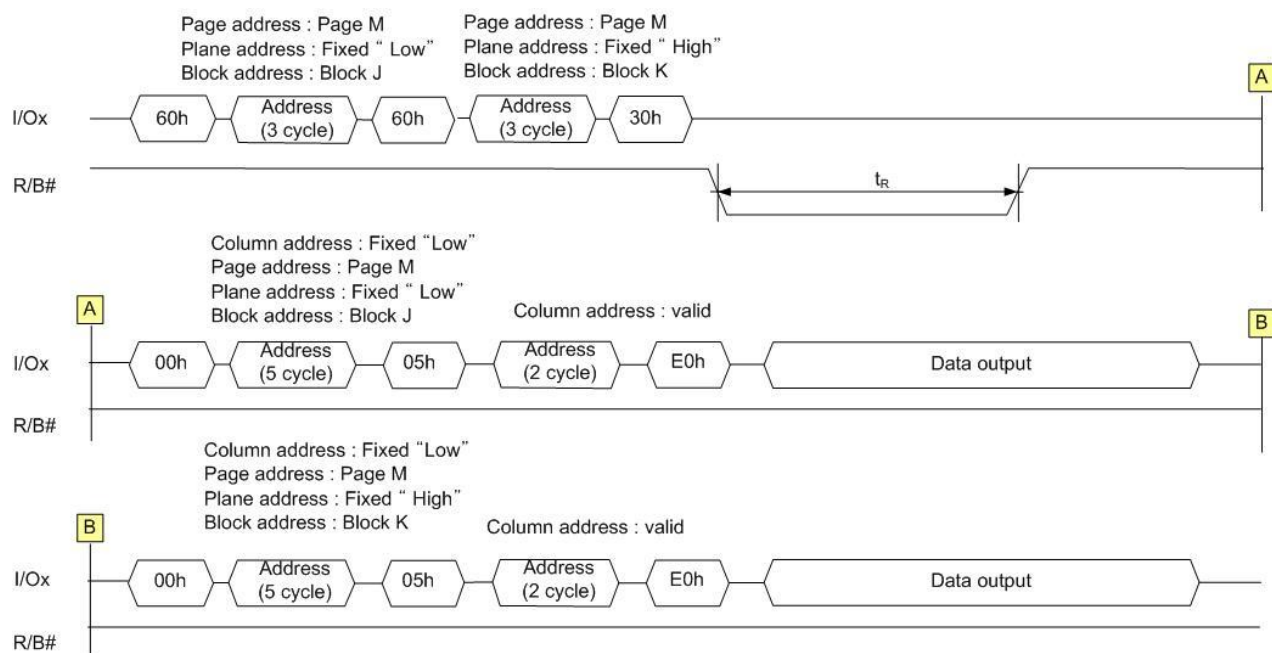 Page address : Page M
Plane address : Fixed “ Low”
Block address : Block J
Page address : Page M
Plane address : Fixed “ High”
Block address : Block K
A
I/Ox
60h
Address
(3 cycle)
60h
Address
(3 cycle)
30h
R/B#
tR
Column address : Fixed “Low”
Page address : Page M
Plane address : Fixed “ Low”
Block address : Block J
Column address : valid
A
B
I/Ox
00h
Address
(5 cycle)
05h
Address
(2 cycle)
E0h
Data output
R/B#
Column address : Fixed “Low”
Page address : Page M
Plane address : Fixed “ High”
Block address : Block K
Column address : valid
B
I/Ox
00h
Address
(5 cycle)
05h
Address
(2 cycle)
E0h
Data output
R/B#